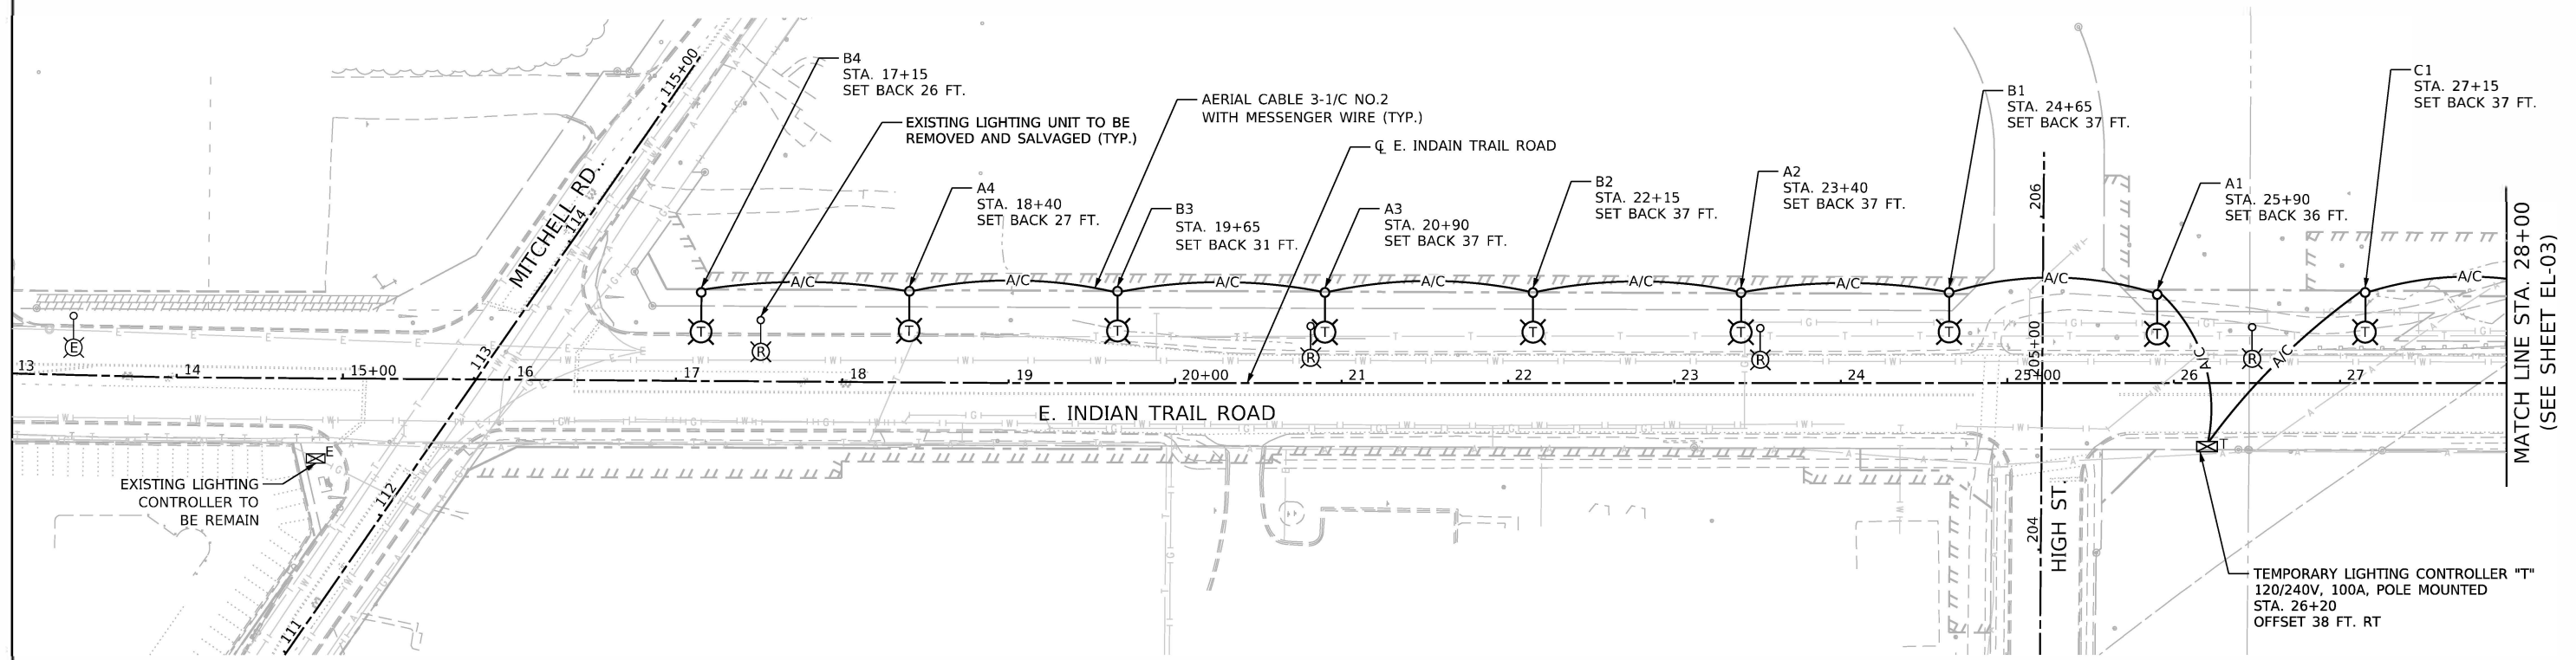 B4
STA. 17+15
SET BACK 26 FT.
EXISTING LIGHTING UNIT TO BE
REMOVED AND SALVAGED (TYP.)
AERIAL CABLE 3-1/C NO.2
WITH MESSENGER WIRE (TYP.)
℄ E. INDAIN TRAIL ROAD
A4
STA. 18+40
SET BACK 27 FT.
B3
STA. 19+65
SET BACK 31 FT.
A3
STA. 20+90
SET BACK 37 FT.
B2
STA. 22+15
SET BACK 37 FT.
A2
STA. 23+40
SET BACK 37 FT.
B1
STA. 24+65
SET BACK 37 FT.
A1
STA. 25+90
SET BACK 36 FT.
C1
STA. 27+15
SET BACK 37 FT.
MATCH LINE STA. 28+00
(SEE SHEET EL-03)
115+00
MITCHELL RD.
114
113
112
111
206
205+00
204
HIGH ST.
A/C
A/C
A/C
A/C
A/C
A/C
A/C
A/C
A/C
A/C
T
T
T
T
T
T
T
T
T
E
R
R
R
R
13
14
15+00
16
17
18
19
20+00
21
22
23
24
25+00
26
27
E. INDIAN TRAIL ROAD
E
EXISTING LIGHTING
CONTROLLER TO
BE REMAIN
T
TEMPORARY LIGHTING CONTROLLER "T"
120/240V, 100A, POLE MOUNTED
STA. 26+20
OFFSET 38 FT. RT